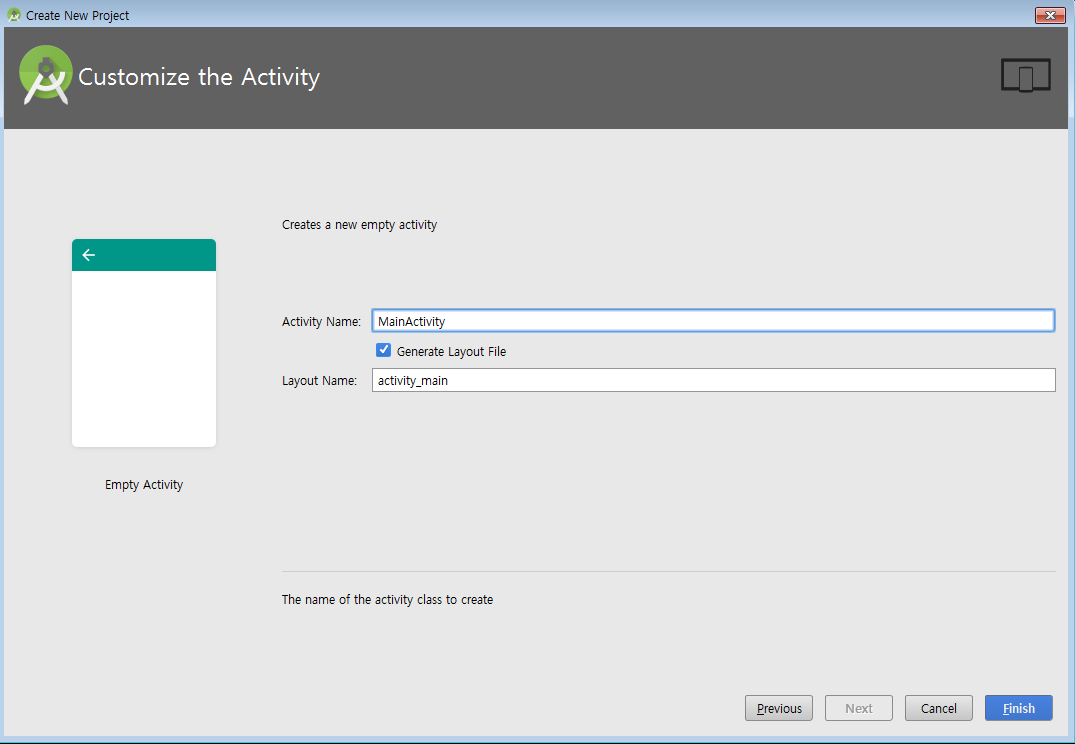 Create New Project
Customize the Activity
Creates a new empty activity
Activity Name: MainActivity
Generate Layout File
Layout Name: activity_main
Empty Activity
The name of the activity class to create
Previous Next Cancel Finish